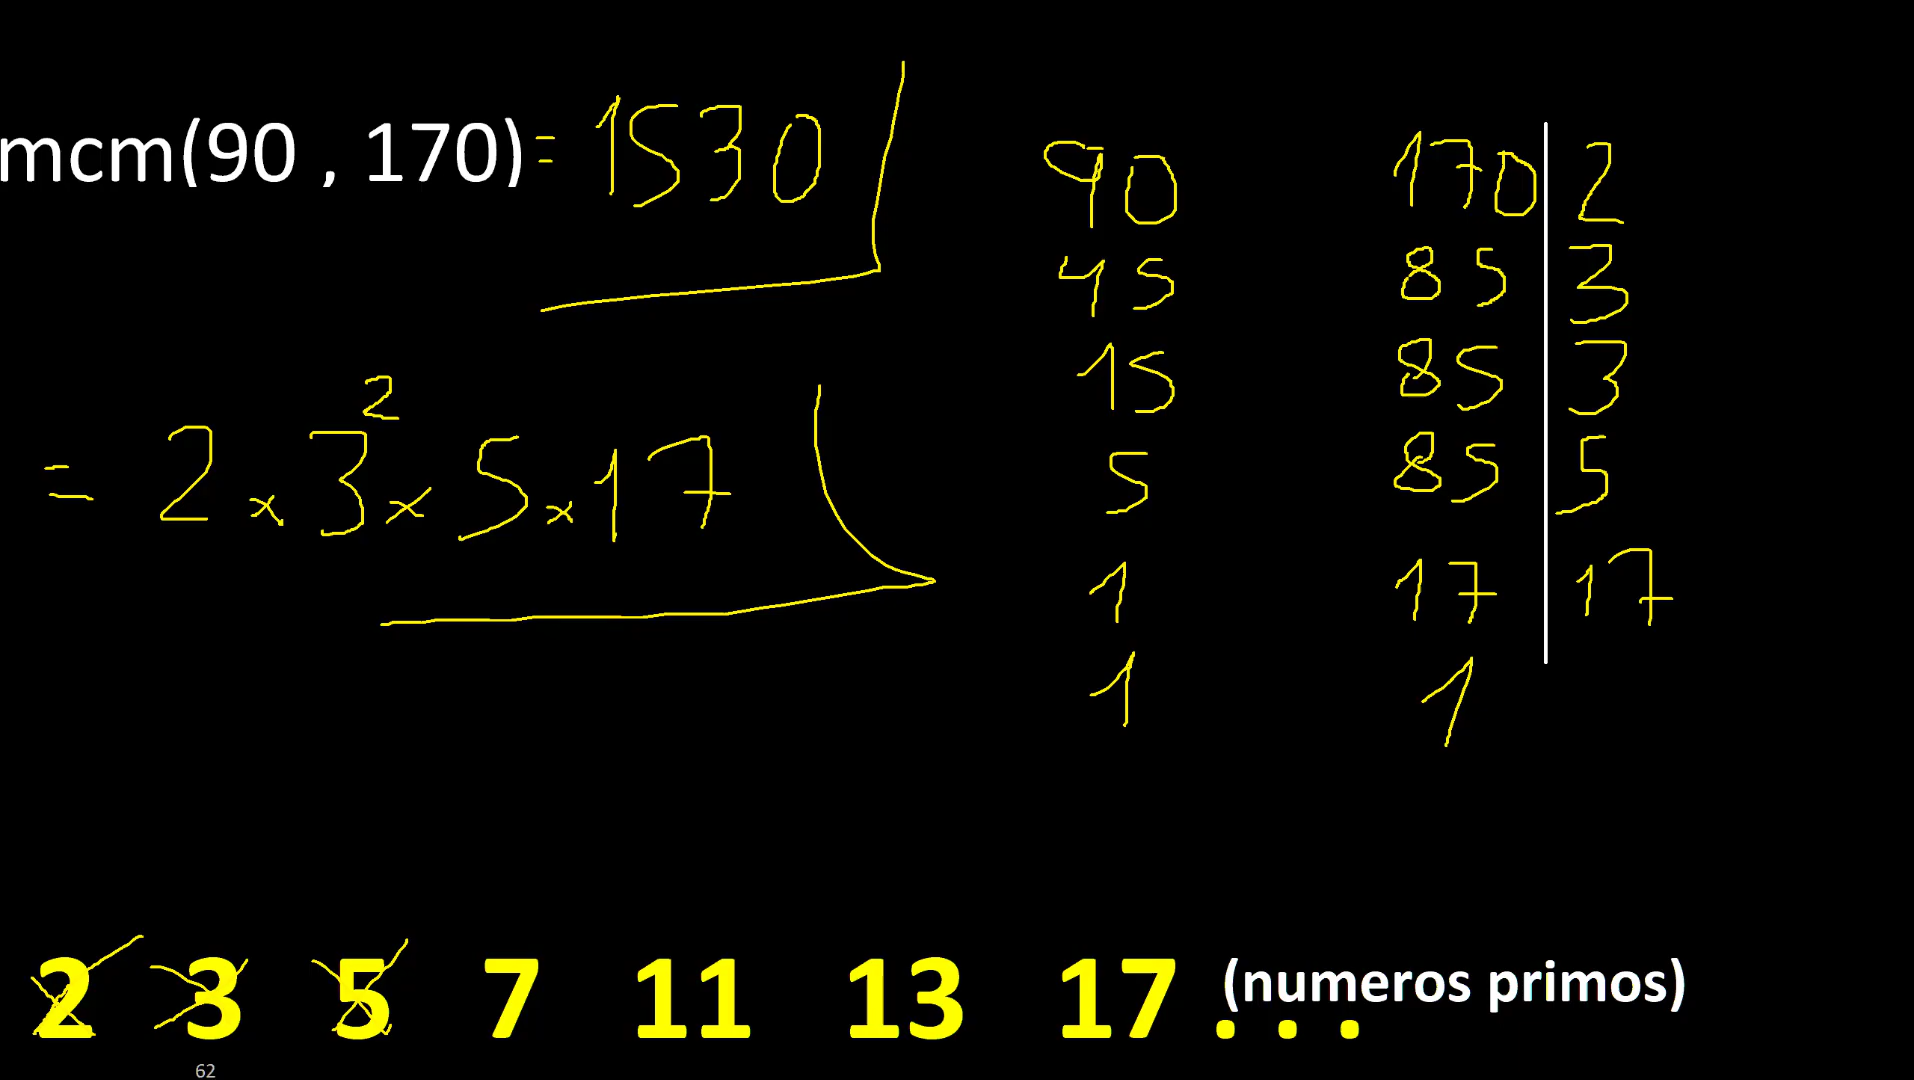 mcm(90 , 170) = 1530
= 2 x 3² x 5 x 17
90 170 | 2
45 85 | 3
15 85 | 3
5 85 | 5
1 17 | 17
1 1
2 3 5 7 11 13 17 . . . (numeros primos)
62